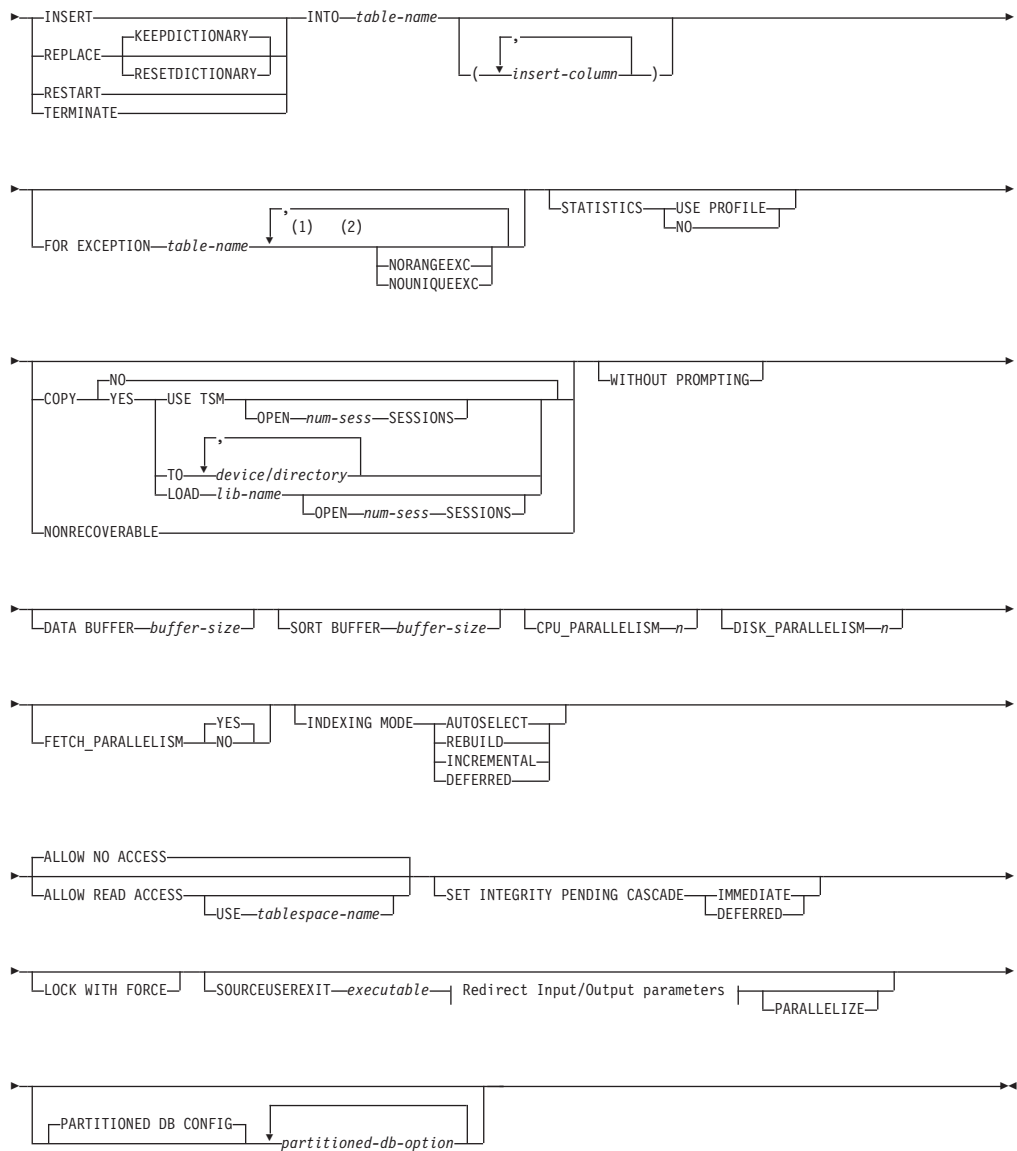 INSERT INTO table-name
KEEPDICTIONARY ,
REPLACE
RESETDICTIONARY ( insert-column )
RESTART
TERMINATE
,
STATISTICS USE PROFILE
(1) (2) NO
FOR EXCEPTION table-name
NORANGEEXC
NOUNIQUEEXC
NO WITHOUT PROMPTING
COPY YES USE TSM
OPEN num-sess SESSIONS
,
TO device/directory
LOAD lib-name
OPEN num-sess SESSIONS
NONRECOVERABLE
DATA BUFFER buffer-size SORT BUFFER buffer-size CPU_PARALLELISM n DISK_PARALLELISM n
YES INDEXING MODE AUTOSELECT
FETCH_PARALLELISM NO REBUILD
INCREMENTAL
DEFERRED
ALLOW NO ACCESS
ALLOW READ ACCESS SET INTEGRITY PENDING CASCADE IMMEDIATE
USE tablespace-name DEFERRED
LOCK WITH FORCE SOURCEUSEREXIT executable Redirect Input/Output parameters
PARALLELIZE
PARTITIONED DB CONFIG
partitioned-db-option